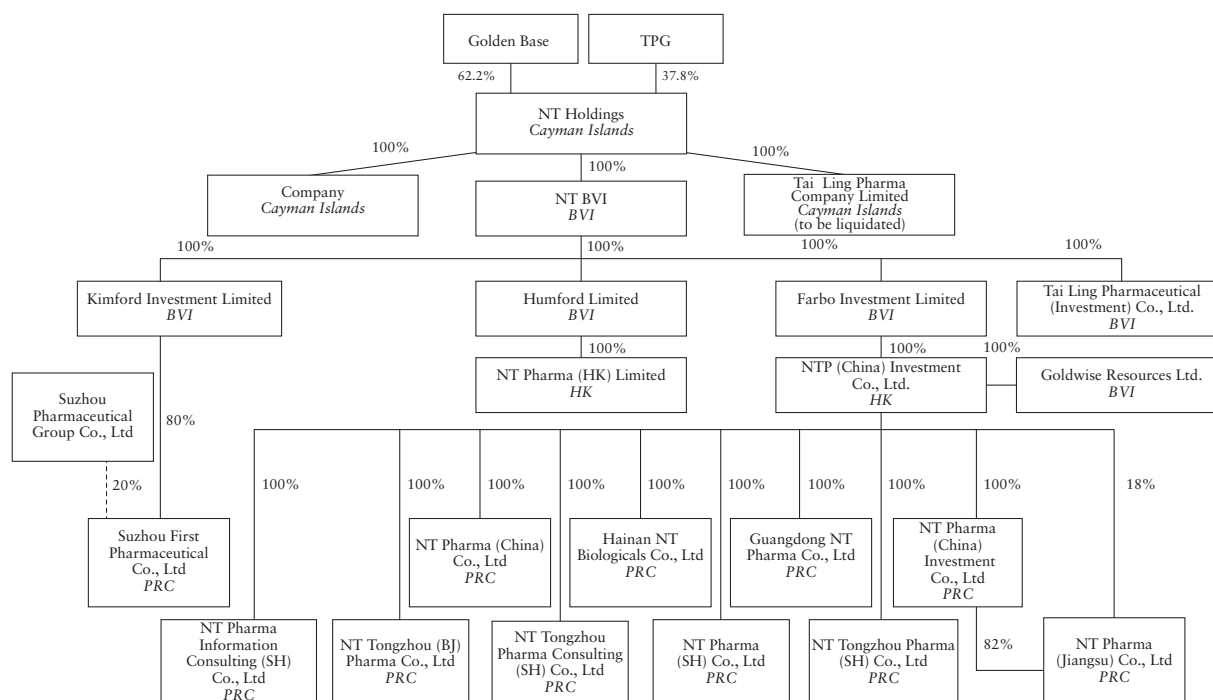 Golden Base
TPG
62.2%
37.8%
NT Holdings
Cayman Islands
100%
100%
100%
Company
Cayman Islands
NT BVI
BVI
Tai Ling Pharma
Company Limited
Cayman Islands
(to be liquidated)
100%
100%
100%
100%
Kimford Investment Limited
BVI
Humford Limited
BVI
Farbo Investment Limited
BVI
Tai Ling Pharmaceutical
(Investment) Co., Ltd.
BVI
100%
100%
100%
NT Pharma (HK) Limited
HK
NTP (China) Investment
Co., Ltd.
HK
Goldwise Resources Ltd.
BVI
Suzhou
Pharmaceutical
Group Co., Ltd
80%
20%
100%
100%
100%
100%
100%
100%
100%
100%
100%
18%
Suzhou First
Pharmaceutical
Co., Ltd
PRC
NT Pharma (China)
Co., Ltd
PRC
Hainan NT
Biologicals Co., Ltd
PRC
Guangdong NT
Pharma Co., Ltd
PRC
NT Pharma
(China)
Investment
Co., Ltd
PRC
NT Pharma
Information
Consulting (SH)
Co., Ltd
PRC
NT Tongzhou (BJ)
Pharma Co., Ltd
PRC
NT Tongzhou
Pharma Consulting
(SH) Co., Ltd
PRC
NT Pharma
(SH) Co., Ltd
PRC
NT Tongzhou Pharma
(SH) Co., Ltd
PRC
82%
NT Pharma
(Jiangsu) Co., Ltd
PRC